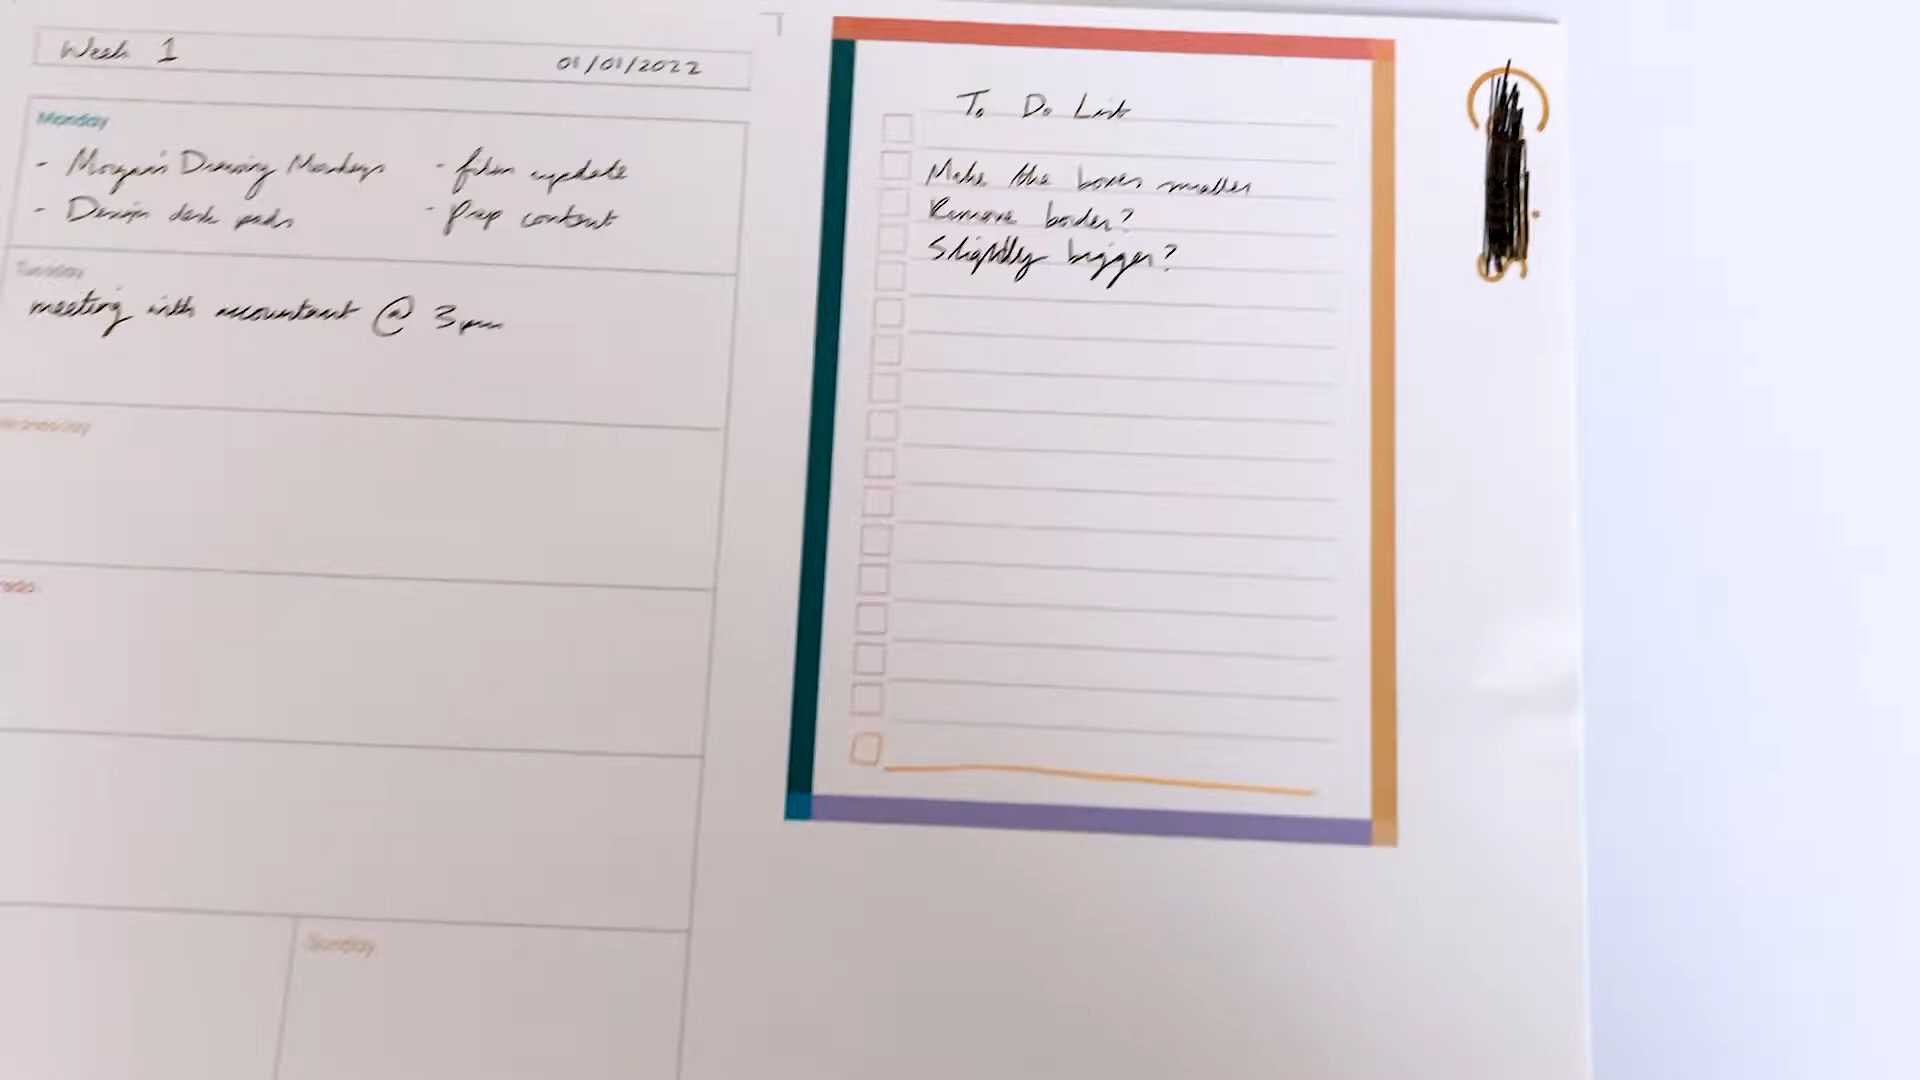 Week 1
01/01/2022
Monday
- Morgan's Drawing Monkeys
- film update
- Design desk pads
- Prep content
Tuesday
meeting with accountant @ 3pm
Sunday
To Do List
Make the boxes smaller
Remove border?
Slightly bigger?